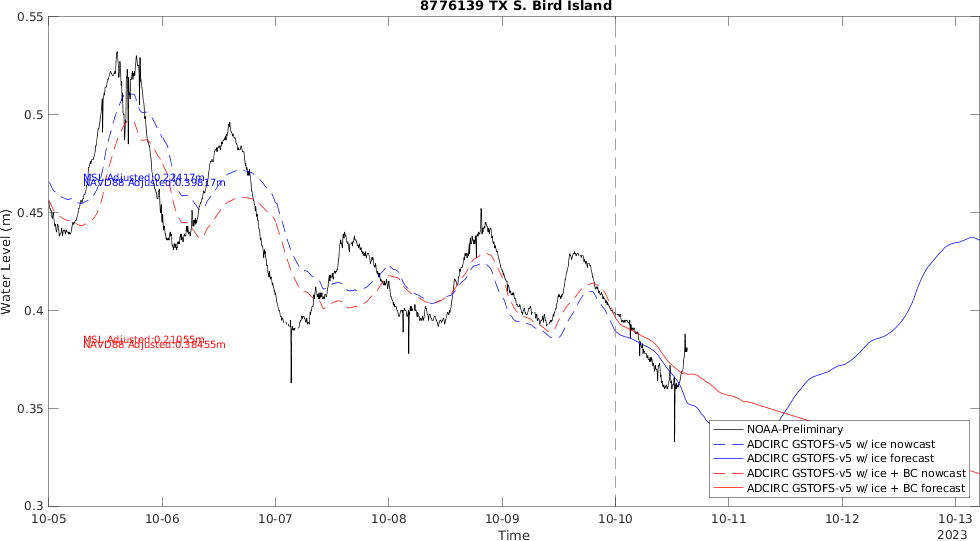 8776139 TX S. Bird Island
Water Level (m)
0.55
0.5
0.45
0.4
0.35
0.3
MSL Adjusted:0.22417m
NAVD88 Adjusted:0.39817m
MSL Adjusted:0.21055m
NAVD88 Adjusted:0.38455m
NOAA-Preliminary
ADCIRC GSTOFS-v5 w/ ice nowcast
ADCIRC GSTOFS-v5 w/ ice forecast
ADCIRC GSTOFS-v5 w/ ice + BC nowcast
ADCIRC GSTOFS-v5 w/ ice + BC forecast
10-05 10-06 10-07 10-08 10-09 10-10 10-11 10-12 10-13
Time
2023